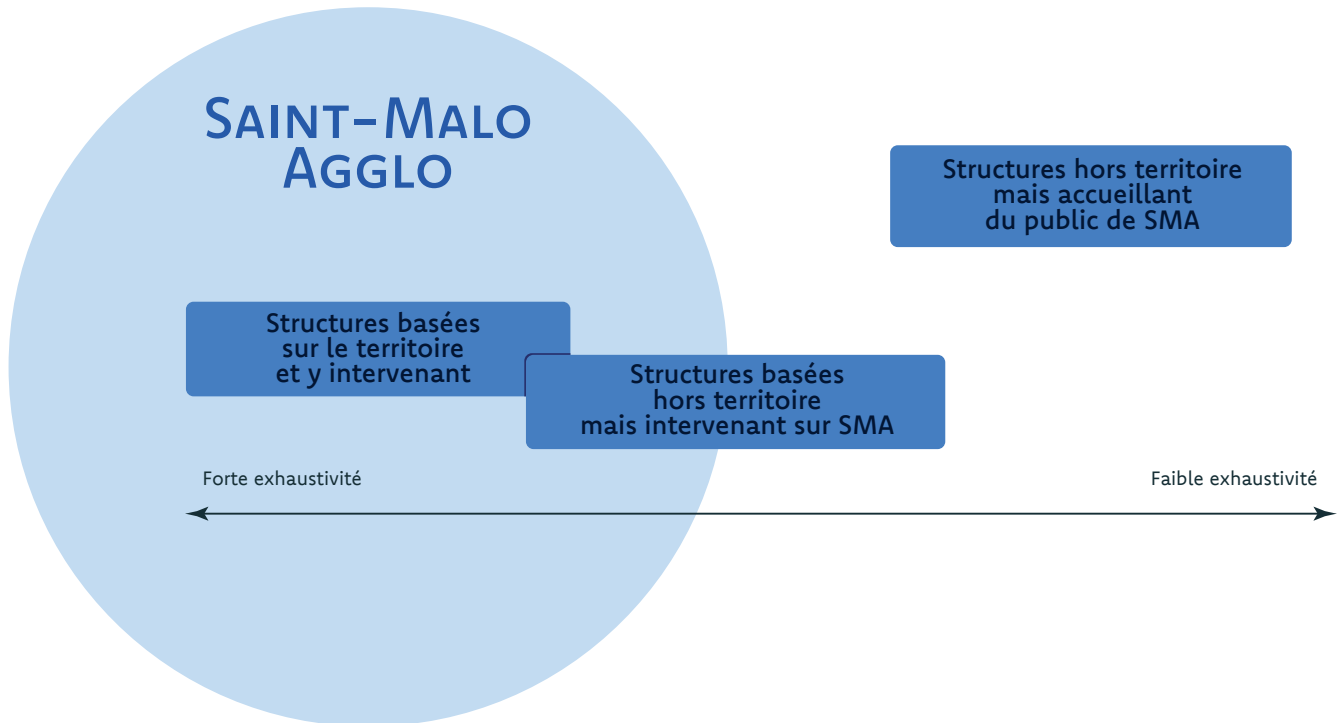 SAINT-MALO
AGGLO
Structures hors territoire
mais accueillant
du public de SMA
Structures basées
sur le territoire
et y intervenant
Structures basées
hors territoire
mais intervenant sur SMA
Forte exhaustivité
Faible exhaustivité